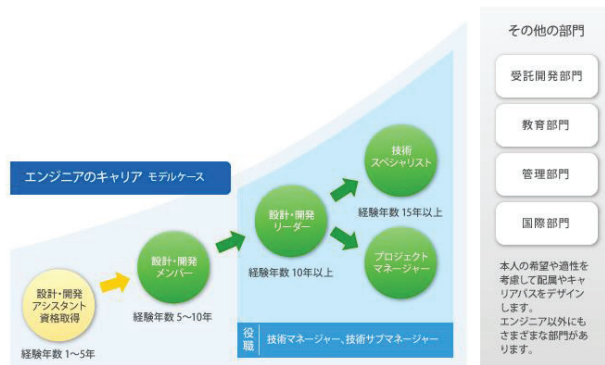 エンジニアのキャリア モデルケース
設計・開発
アシスタント
資格取得
経験年数 1〜5年
設計・開発
メンバー
経験年数 5〜10年
設計・開発
リーダー
経験年数 10年以上
技術
スペシャリスト
経験年数 15年以上
プロジェクト
マネージャー
役職
技術マネージャー、技術サブマネージャー
その他の部門
受託開発部門
教育部門
管理部門
国際部門
本人の希望や適性を
考慮して配属やキャ
リアパスをデザイン
します。
エンジニア以外にも
さまざまな部門があ
ります。